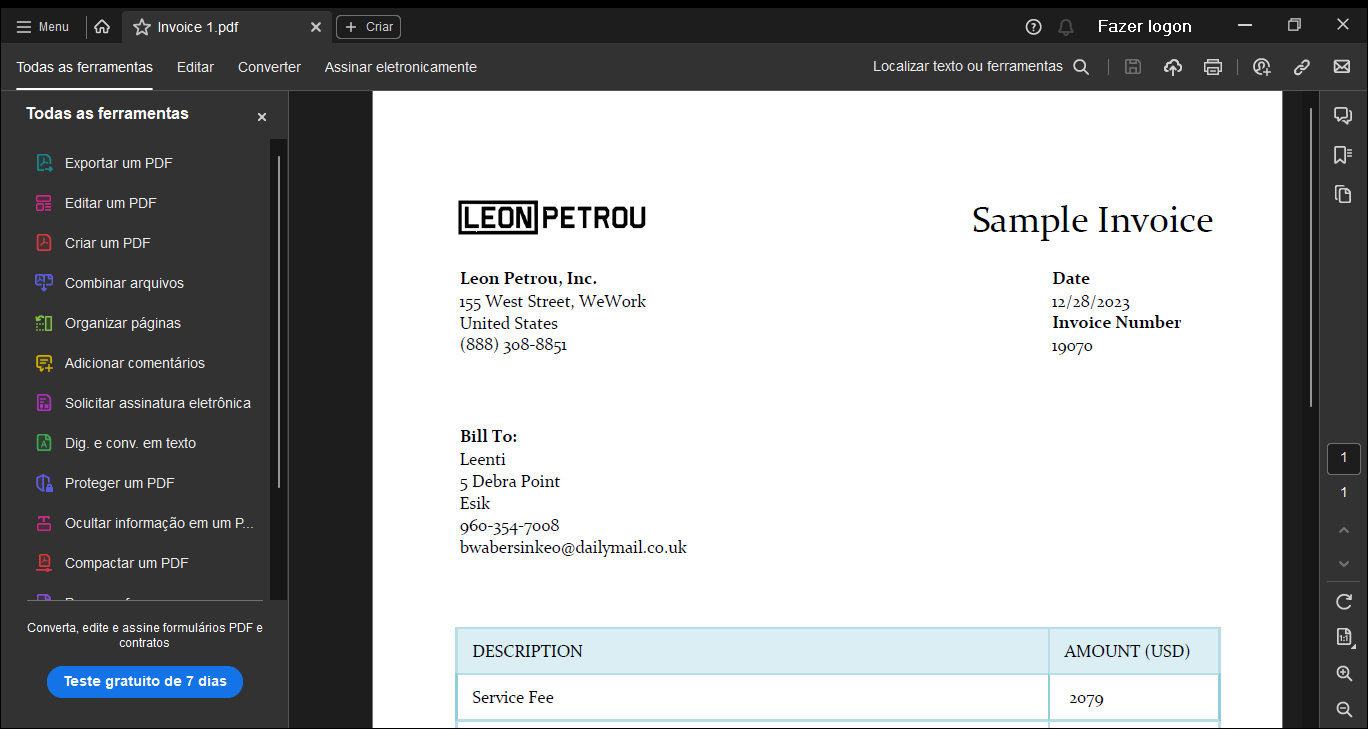 Menu
Invoice 1.pdf
Criar
Fazer logon
Todas as ferramentas
Editar
Converter
Assinar eletronicamente
Localizar texto ou ferramentas
Todas as ferramentas
Exportar um PDF
Editar um PDF
Criar um PDF
Combinar arquivos
Organizar páginas
Adicionar comentários
Solicitar assinatura eletrônica
Dig. e conv. em texto
Proteger um PDF
Ocultar informação em um P...
Compactar um PDF
Converta, edite e assine formulários PDF e
contratos
Teste gratuito de 7 dias
LEON PETROU
Sample Invoice
Leon Petrou, Inc.
155 West Street, WeWork
United States
(888) 308-8851
Date
12/28/2023
Invoice Number
19070
Bill To:
Leenti
5 Debra Point
Esik
960-354-7008
bwabersinkeo@dailymail.co.uk
DESCRIPTION
AMOUNT (USD)
Service Fee
2079
1
1